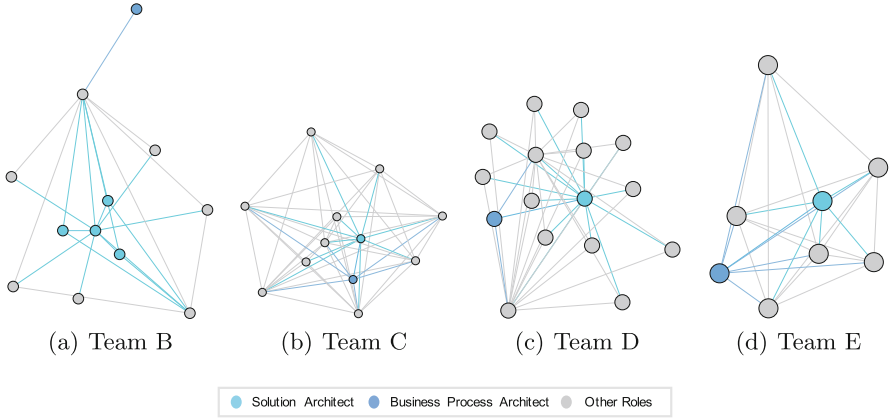 (a) Team B
(b) Team C
(c) Team D
(d) Team E
Solution Architect Business Process Architect Other Roles